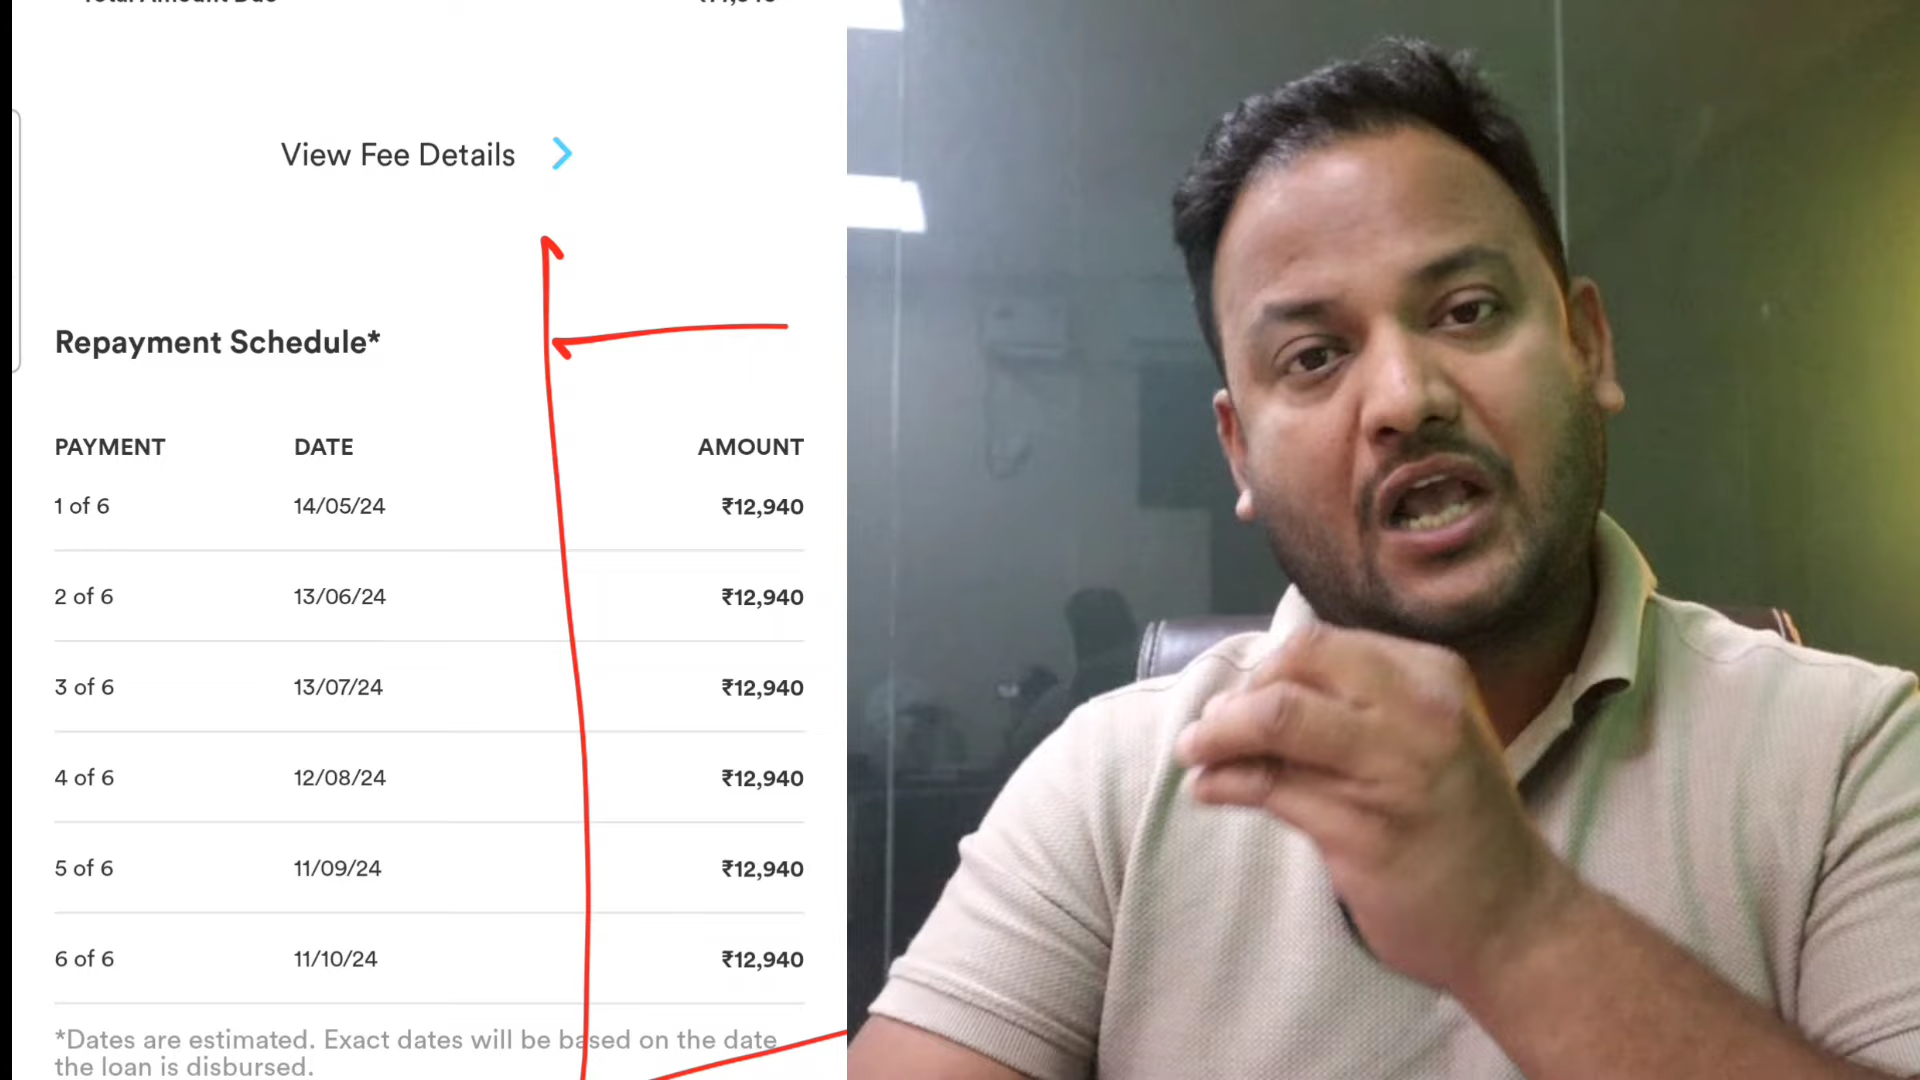 View Fee Details
Repayment Schedule*
PAYMENT DATE AMOUNT
1 of 6 14/05/24 ₹12,940
2 of 6 13/06/24 ₹12,940
3 of 6 13/07/24 ₹12,940
4 of 6 12/08/24 ₹12,940
5 of 6 11/09/24 ₹12,940
6 of 6 11/10/24 ₹12,940
*Dates are estimated. Exact dates will be based on the date
the loan is disbursed.